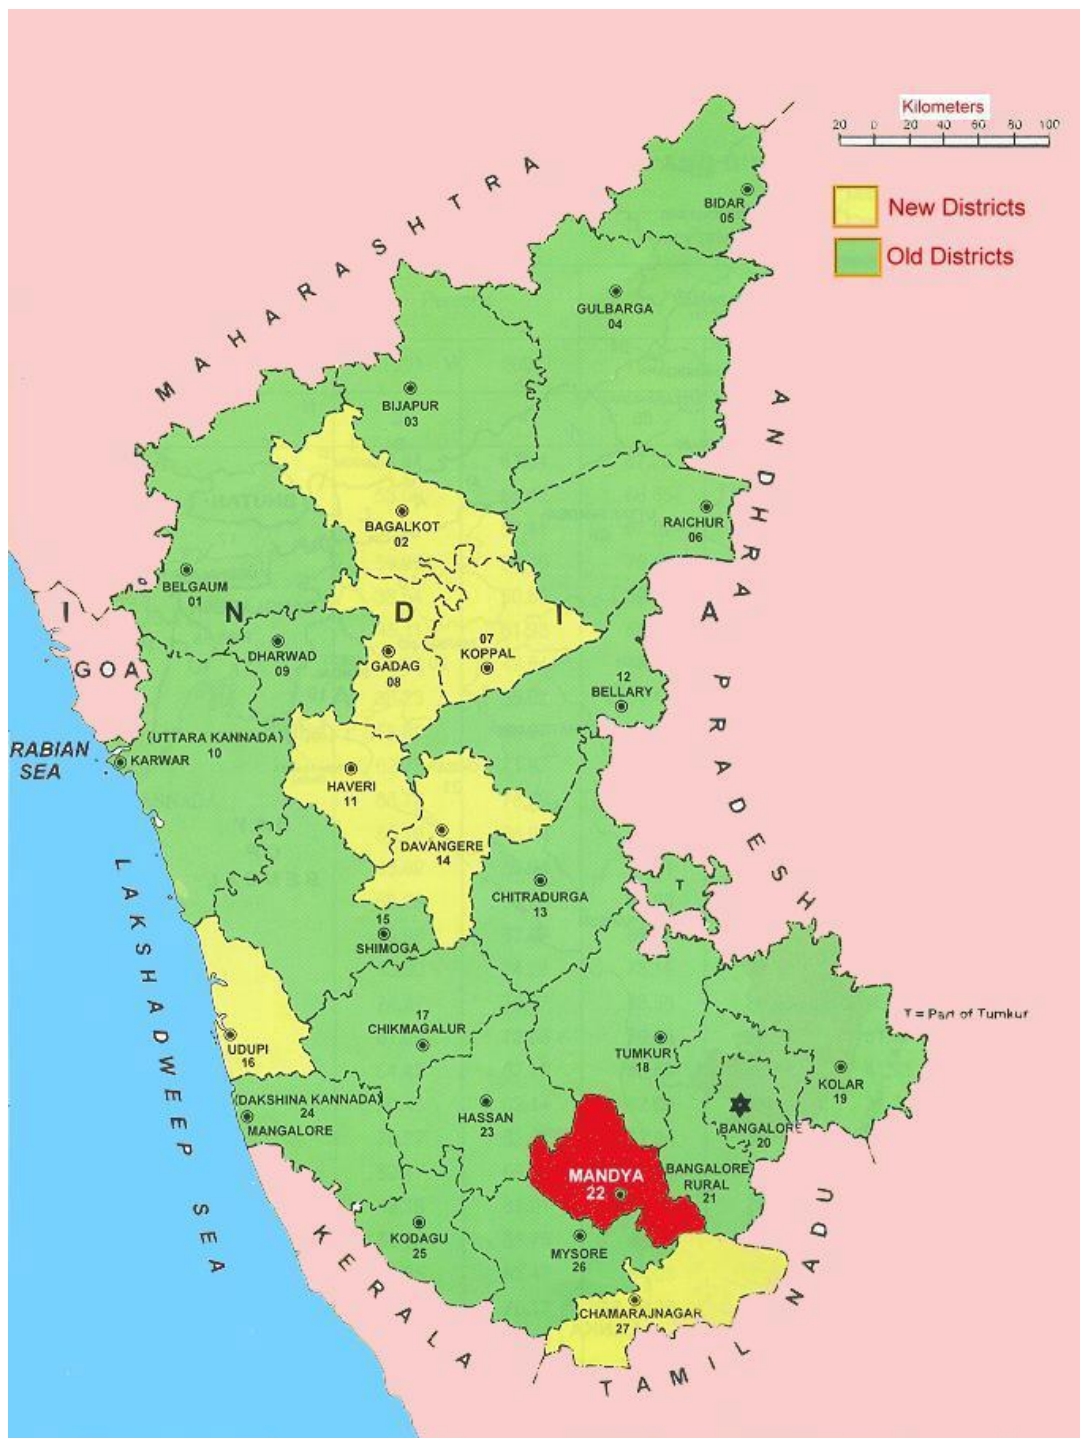 Kilometers
20 0 20 40 60 80 100
New Districts
Old Districts
MAHARASHTRA
BIDAR
05
GULBARGA
04
BIJAPUR
03
ANDHRA PRADESH
BAGALKOT
02
RAICHUR
06
BELGAUM
01
I N D I A
GOA
DHARWAD
09
GADAG
08
07
KOPPAL
12
BELLARY
(UTTARA KANNADA)
10
KARWAR
RABIAN
SEA
HAVERI
11
DAVANGERE
14
CHITRADURGA
13
T
15
SHIMOGA
LAKSHADWEEP SEA
T = Part of Tumkur
17
CHIKMAGALUR
UDUPI
16
TUMKUR
18
KOLAR
19
(DAKSHINA KANNADA)
24
MANGALORE
HASSAN
23
BANGALORE
20
MANDYA
22
BANGALORE
RURAL
21
KODAGU
25
MYSORE
26
KERALA
CHAMARAJNAGAR
27
TAMIL NADU